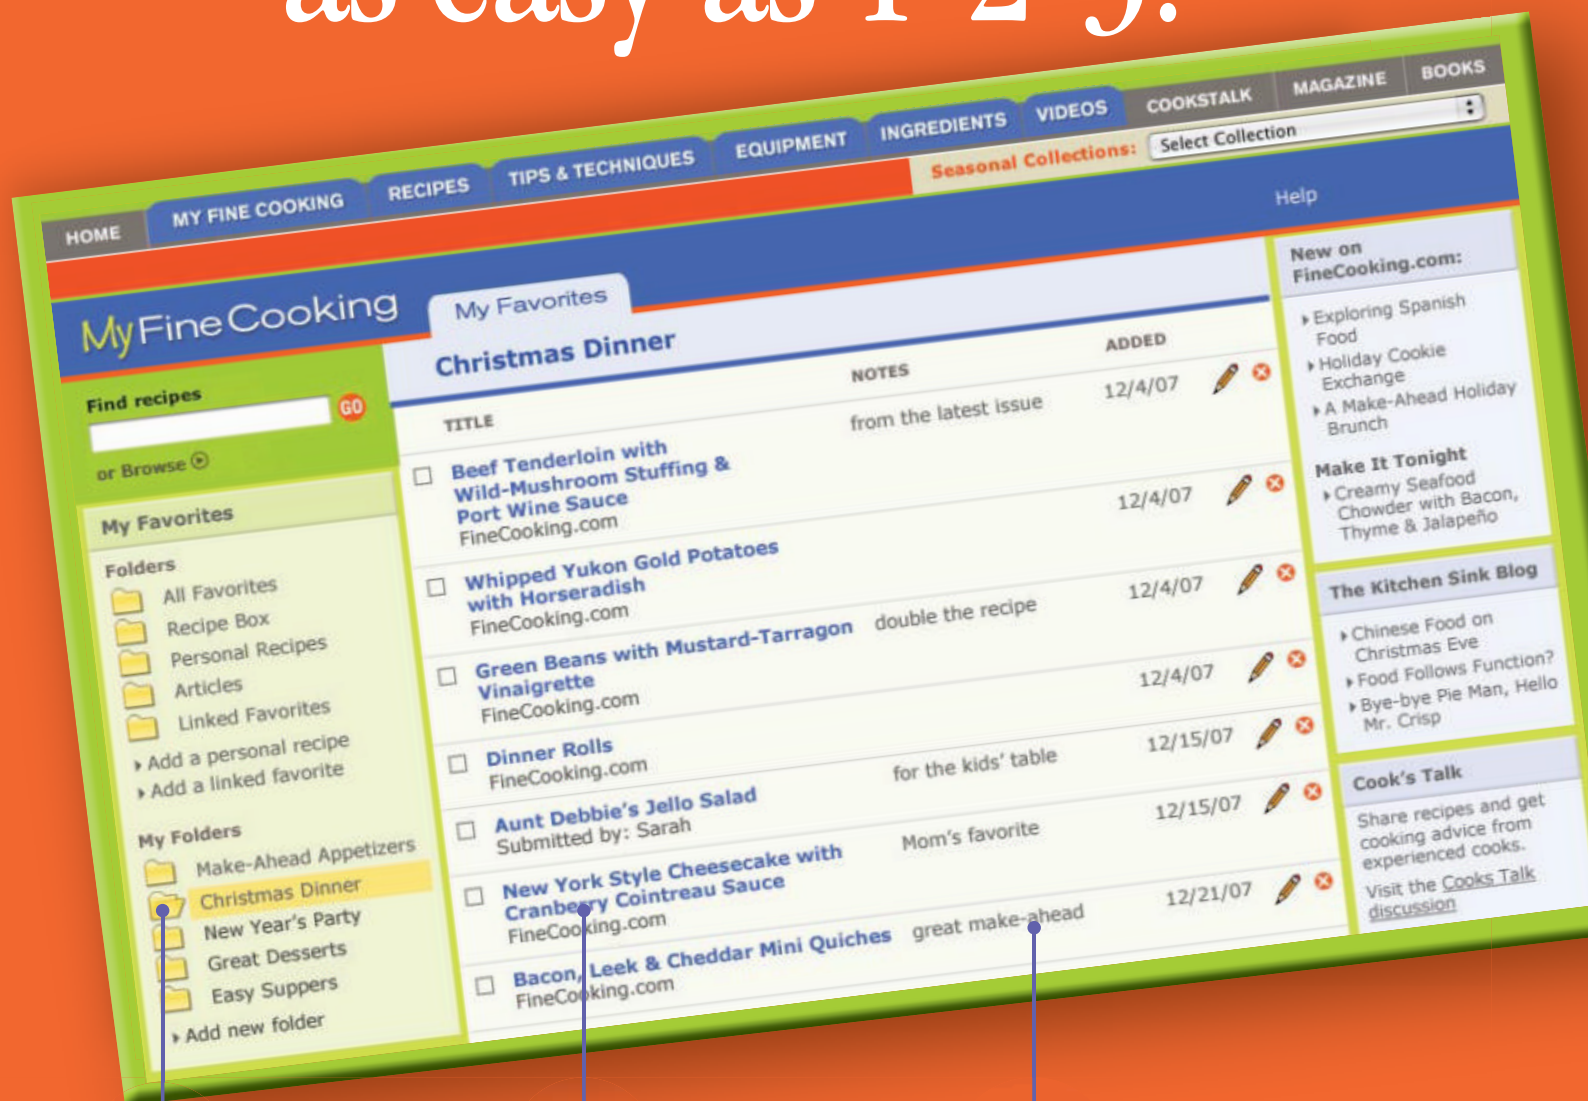 as easy as 1-2-3.
HOME
MY FINE COOKING
RECIPES
TIPS & TECHNIQUES
EQUIPMENT
INGREDIENTS
VIDEOS
COOKSTALK
MAGAZINE
BOOKS
Seasonal Collections:
Select Collection
Help
MyFineCooking
My Favorites
Find recipes
GO
or Browse
My Favorites
Folders
All Favorites
Recipe Box
Personal Recipes
Articles
Linked Favorites
Add a personal recipe
Add a linked favorite
My Folders
Make-Ahead Appetizers
Christmas Dinner
New Year's Party
Great Desserts
Easy Suppers
Add new folder
Christmas Dinner
TITLE
NOTES
ADDED
Beef Tenderloin with
Wild-Mushroom Stuffing &
Port Wine Sauce
FineCooking.com
from the latest issue
12/4/07
Whipped Yukon Gold Potatoes
with Horseradish
FineCooking.com
12/4/07
Green Beans with Mustard-Tarragon
Vinaigrette
FineCooking.com
double the recipe
12/4/07
Dinner Rolls
FineCooking.com
12/4/07
Aunt Debbie's Jello Salad
Submitted by: Sarah
for the kids' table
12/15/07
New York Style Cheesecake with
Cranberry Cointreau Sauce
FineCooking.com
Mom's favorite
12/15/07
Bacon, Leek & Cheddar Mini Quiches
FineCooking.com
great make-ahead
12/21/07
New on
FineCooking.com:
Exploring Spanish
Food
Holiday Cookie
Exchange
A Make-Ahead Holiday
Brunch
Make It Tonight
Creamy Seafood
Chowder with Bacon,
Thyme & Jalapeño
The Kitchen Sink Blog
Chinese Food on
Christmas Eve
Food Follows Function?
Bye-bye Pie Man, Hello
Mr. Crisp
Cook's Talk
Share recipes and get
cooking advice from
experienced cooks.
Visit the Cooks Talk
discussion